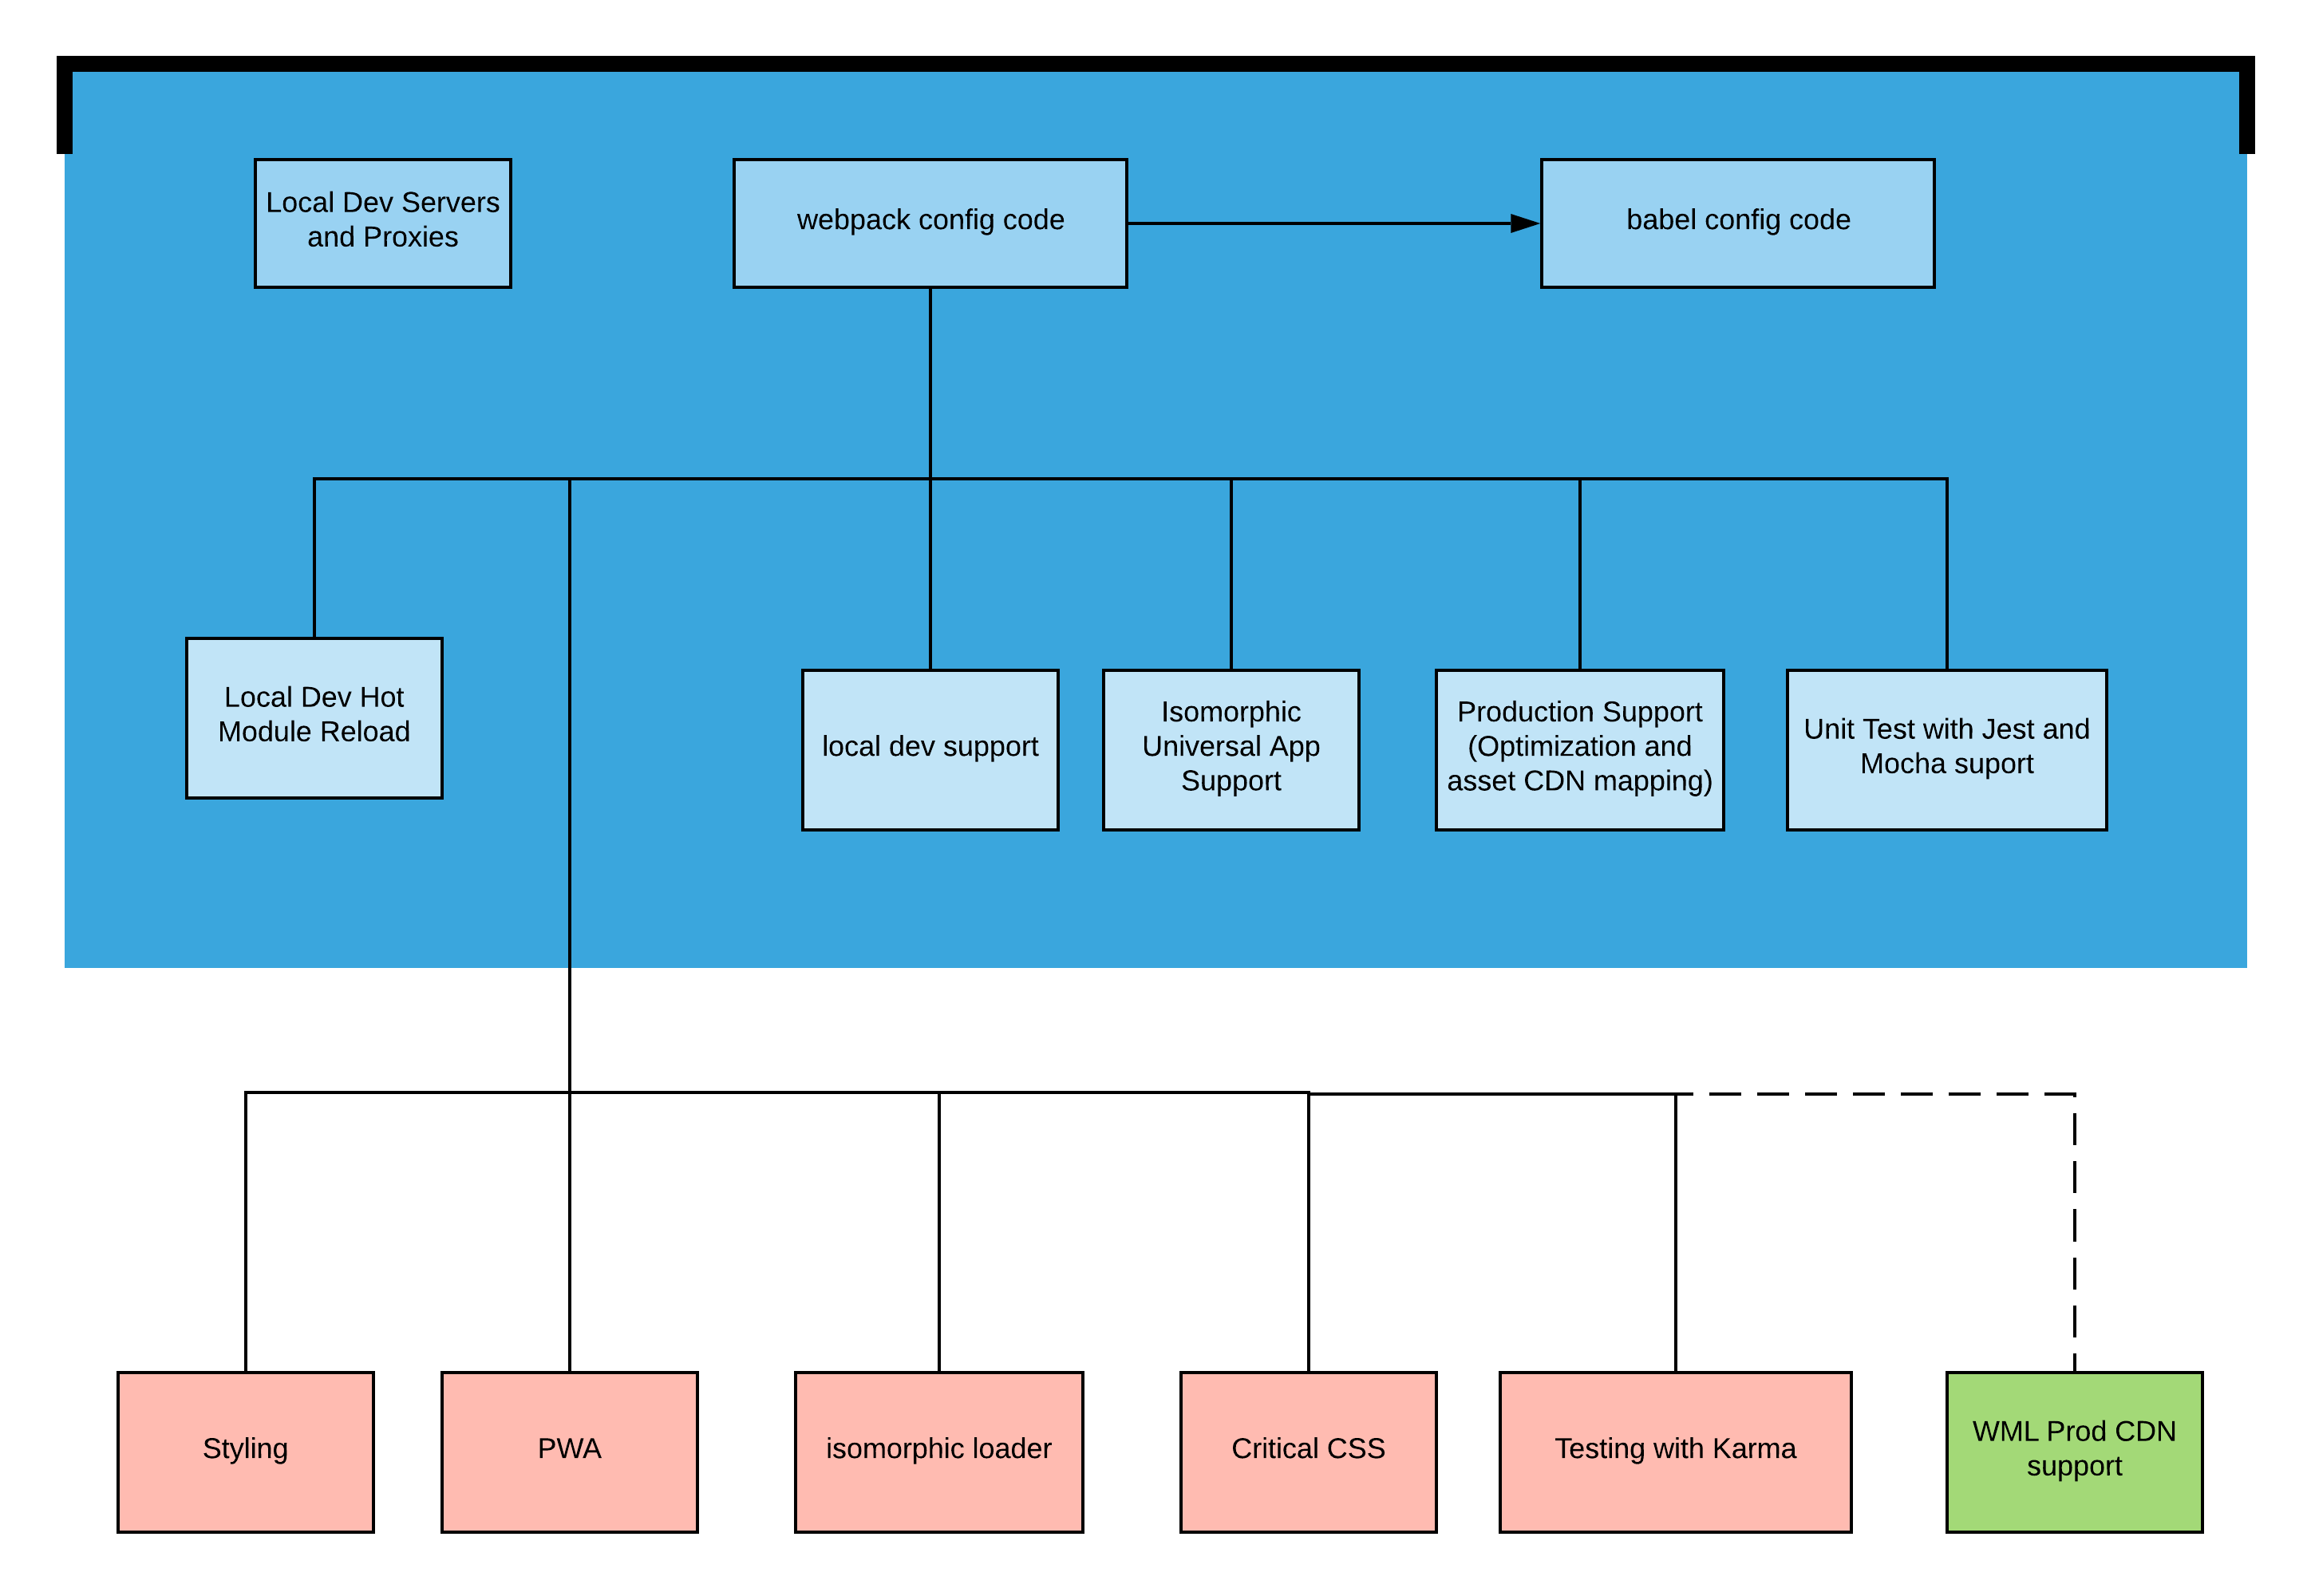 Local Dev Servers
and Proxies
webpack config code
babel config code
Local Dev Hot
Module Reload
local dev support
Isomorphic
Universal App
Support
Production Support
(Optimization and
asset CDN mapping)
Unit Test with Jest and
Mocha suport
Styling
PWA
isomorphic loader
Critical CSS
Testing with Karma
WML Prod CDN
support